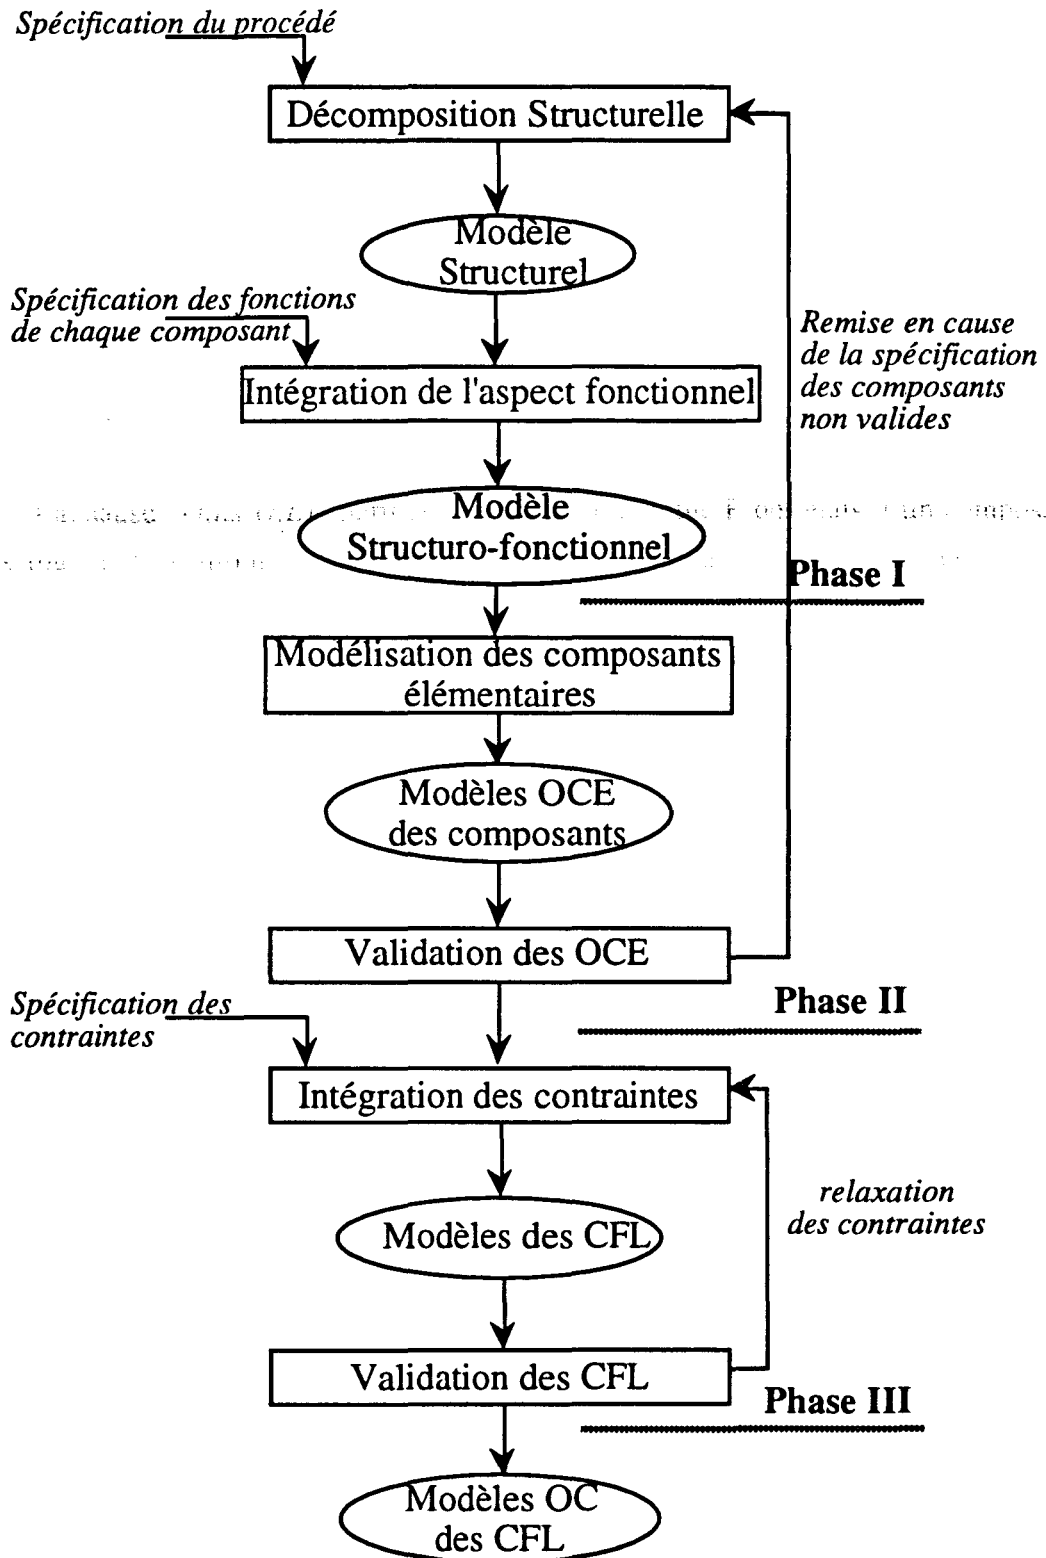 Spécification du procédé
Décomposition Structurelle
Modèle
Structurel
Spécification des fonctions
de chaque composant
Remise en cause
de la spécification
des composants
non valides
Intégration de l'aspect fonctionnel
Modèle
Structuro-fonctionnel
Phase I
Modélisation des composants
élémentaires
Modèles OCE
des composants
Validation des OCE
Spécification des
contraintes
Phase II
Intégration des contraintes
relaxation
des contraintes
Modèles des CFL
Validation des CFL
Phase III
Modèles OC
des CFL